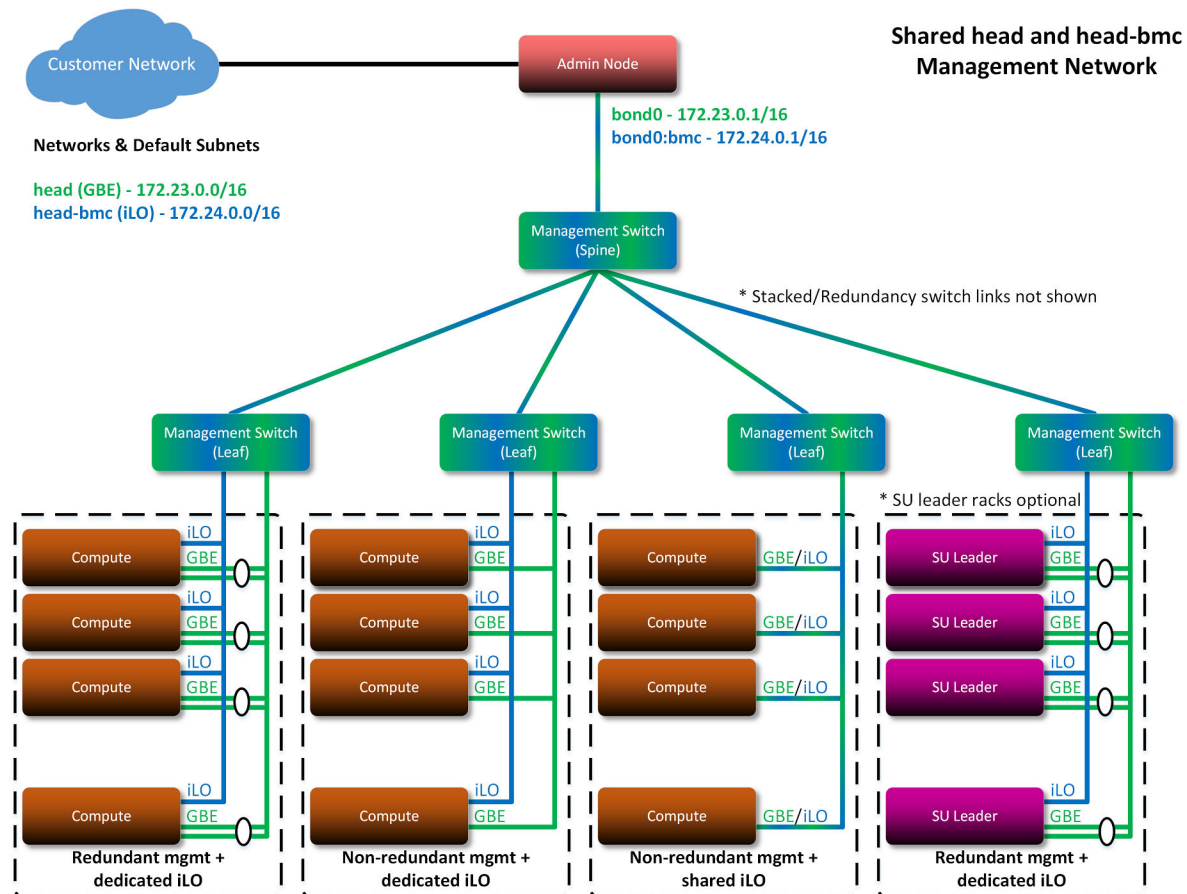 Shared head and head-bmc
Management Network
Customer Network
Admin Node
bond0 - 172.23.0.1/16
bond0:bmc - 172.24.0.1/16
Networks & Default Subnets
head (GBE) - 172.23.0.0/16
head-bmc (iLO) - 172.24.0.0/16
Management Switch
(Spine)
* Stacked/Redundancy switch links not shown
Management Switch
(Leaf)
Management Switch
(Leaf)
Management Switch
(Leaf)
Management Switch
(Leaf)
* SU leader racks optional
Compute
iLO
GBE
Compute
iLO
GBE
Compute
iLO
GBE
Compute
iLO
GBE
Redundant mgmt +
dedicated iLO
Compute
iLO
GBE
Compute
iLO
GBE
Compute
iLO
GBE
Compute
iLO
GBE
Non-redundant mgmt +
dedicated iLO
Compute
GBE/iLO
Compute
GBE/iLO
Compute
GBE/iLO
Compute
GBE/iLO
Non-redundant mgmt +
shared iLO
SU Leader
iLO
GBE
SU Leader
iLO
GBE
SU Leader
iLO
GBE
SU Leader
iLO
GBE
Redundant mgmt +
dedicated iLO